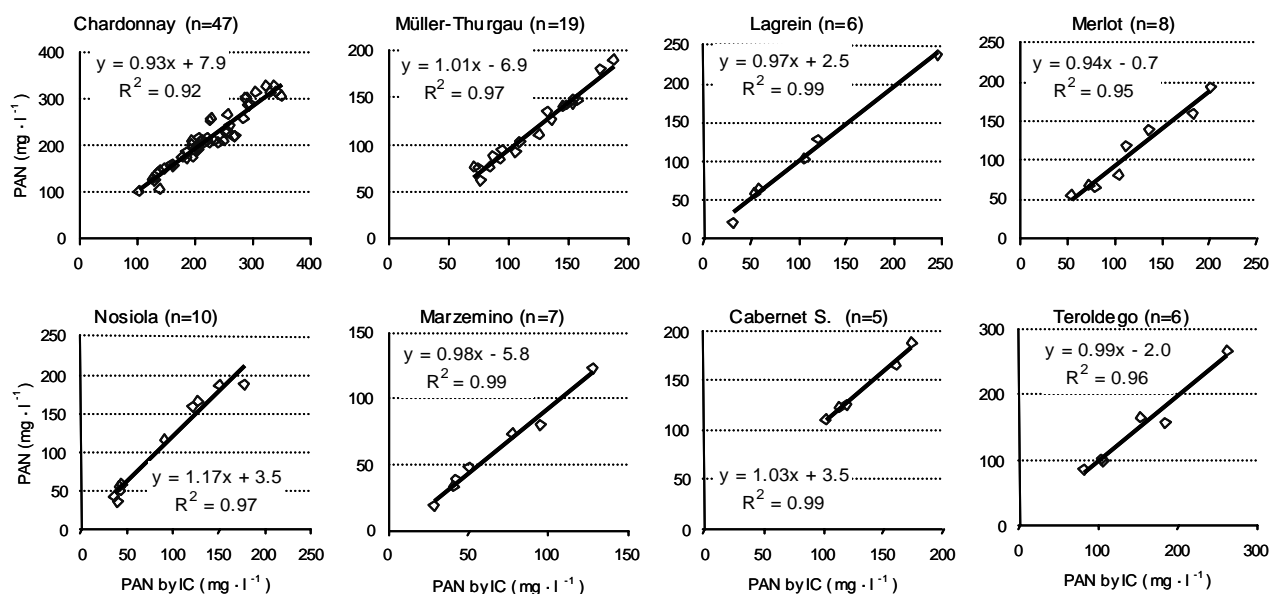 Chardonnay (n=47)
PAN (mg · l⁻¹)
400
300
200
100
0
y = 0.93x + 7.9
R² = 0.92
0 100 200 300 400
Müller-Thurgau (n=19)
200
150
100
50
0
y = 1.01x - 6.9
R² = 0.97
0 50 100 150 200
Lagrein (n=6)
250
200
150
100
50
0
y = 0.97x + 2.5
R² = 0.99
0 50 100 150 200 250
Merlot (n=8)
250
200
150
100
50
0
y = 0.94x - 0.7
R² = 0.95
0 50 100 150 200 250
Nosiola (n=10)
PAN (mg · l⁻¹)
250
200
150
100
50
0
y = 1.17x + 3.5
R² = 0.97
0 50 100 150 200 250
PAN by IC (mg · l⁻¹)
Marzemino (n=7)
150
100
50
0
y = 0.98x - 5.8
R² = 0.99
0 50 100 150
PAN by IC (mg · l⁻¹)
Cabernet S. (n=5)
200
150
100
50
0
y = 1.03x + 3.5
R² = 0.99
0 50 100 150 200
PAN by IC (mg · l⁻¹)
Teroldego (n=6)
300
200
100
0
y = 0.99x - 2.0
R² = 0.96
0 100 200 300
PAN by IC (mg · l⁻¹)